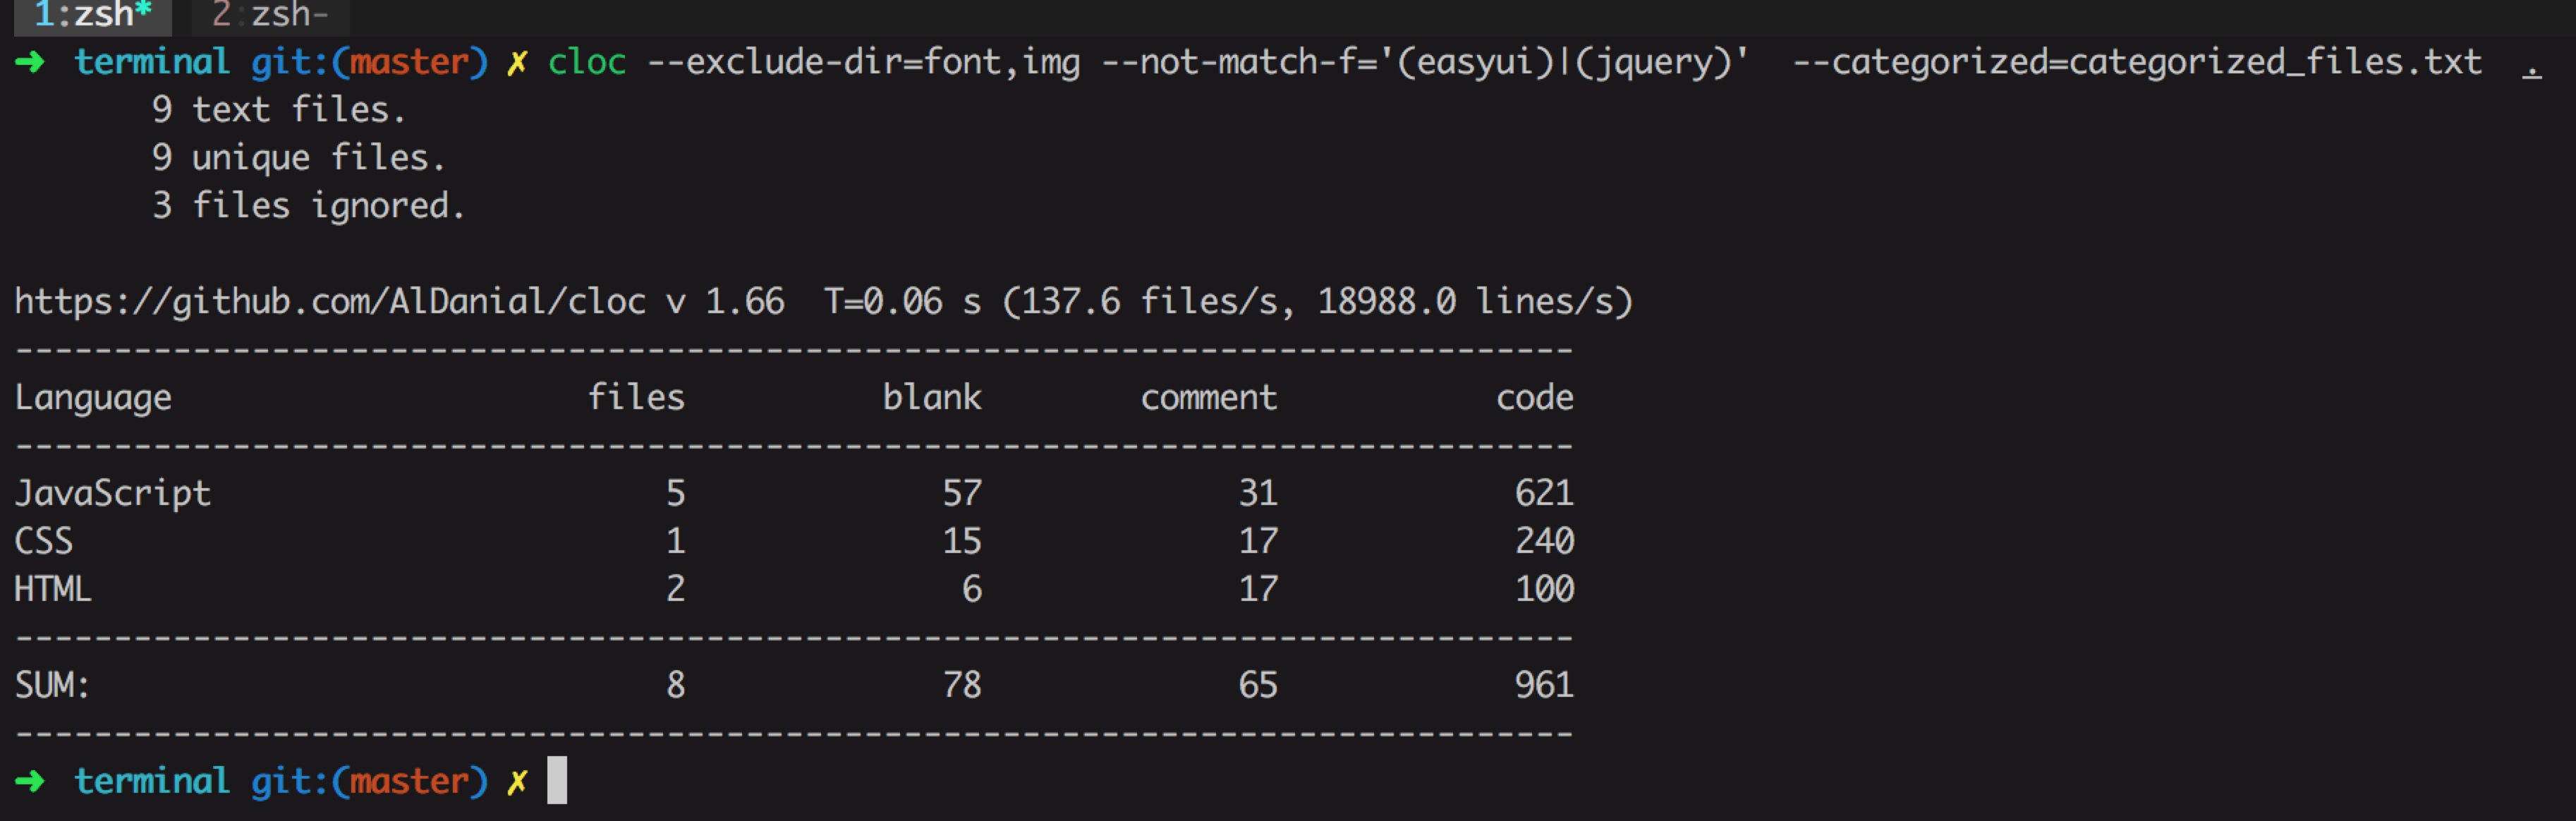 1:zsh* 2:zsh-
➜ terminal git:(master) ✗ cloc --exclude-dir=font,img --not-match-f='(easyui)|(jquery)' --categorized=categorized_files.txt .
9 text files.
9 unique files.
3 files ignored.
https://github.com/AlDanial/cloc v 1.66 T=0.06 s (137.6 files/s, 18988.0 lines/s)
-------------------------------------------------------------------------------
Language files blank comment code
-------------------------------------------------------------------------------
JavaScript 5 57 31 621
CSS 1 15 17 240
HTML 2 6 17 100
-------------------------------------------------------------------------------
SUM: 8 78 65 961
-------------------------------------------------------------------------------
➜ terminal git:(master) ✗